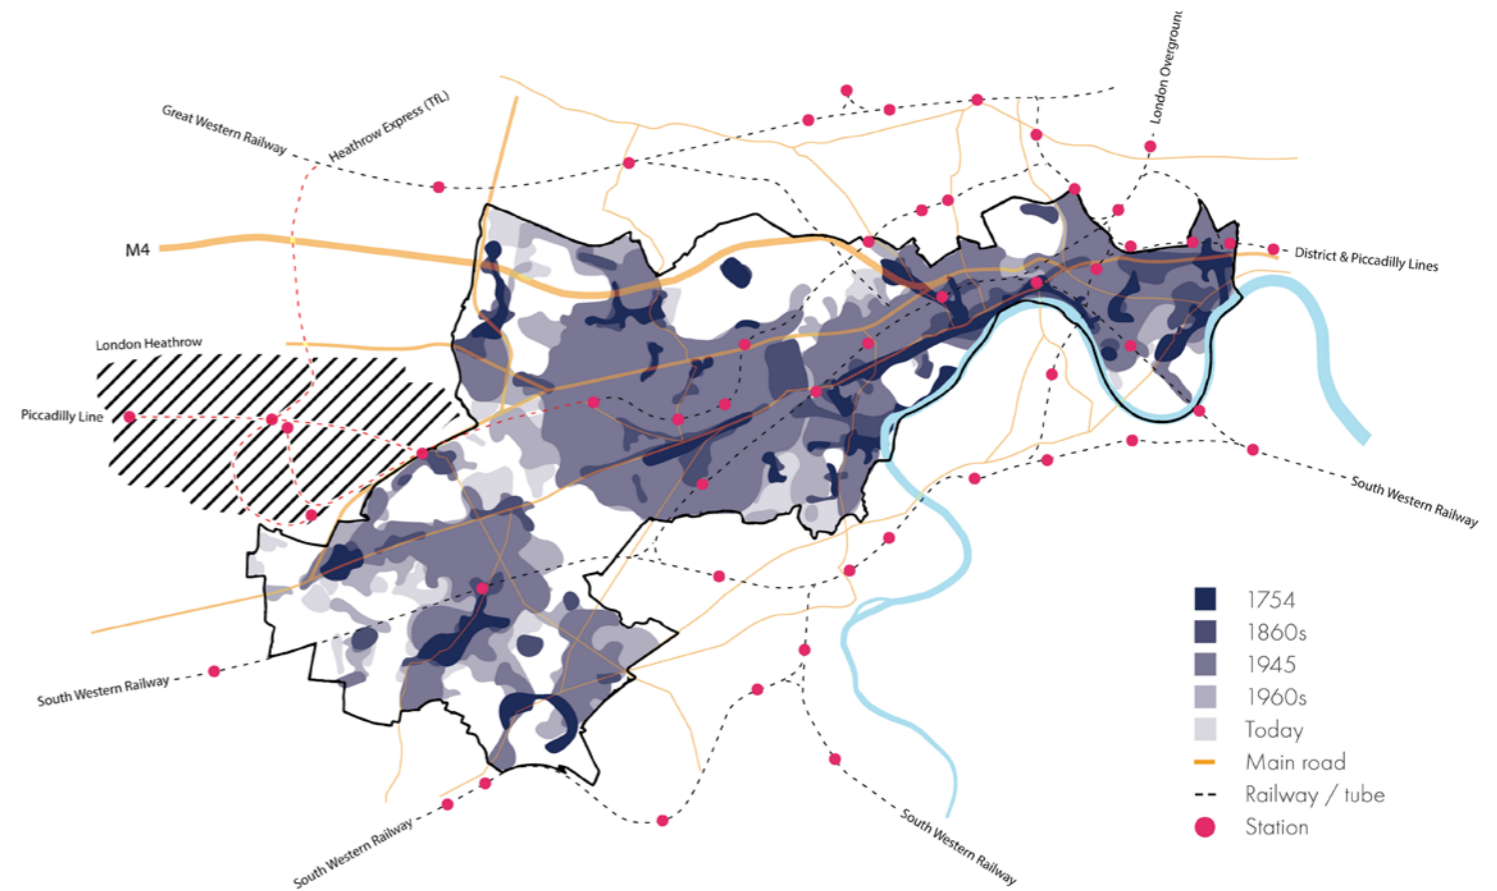 London Overground
Great Western Railway
Heathrow Express (TfL)
M4
District & Piccadilly Lines
London Heathrow
Piccadilly Line
South Western Railway
South Western Railway
South Western Railway
South Western Railway
1754
1860s
1945
1960s
Today
Main road
Railway / tube
Station